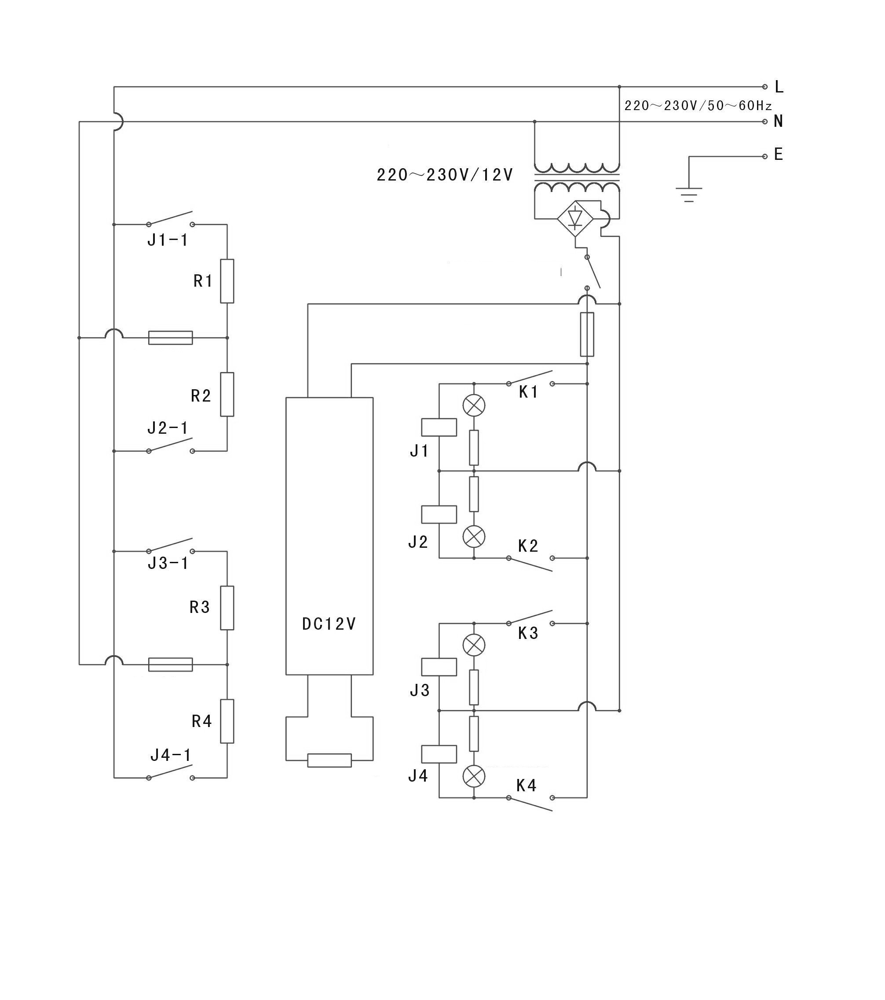 L
220～230V/50～60Hz
N
E
220～230V/12V
J1-1
R1
R2
K1
J2-1
J1
J2
K2
J3-1
R3
DC12V
K3
J3
R4
J4-1
J4
K4